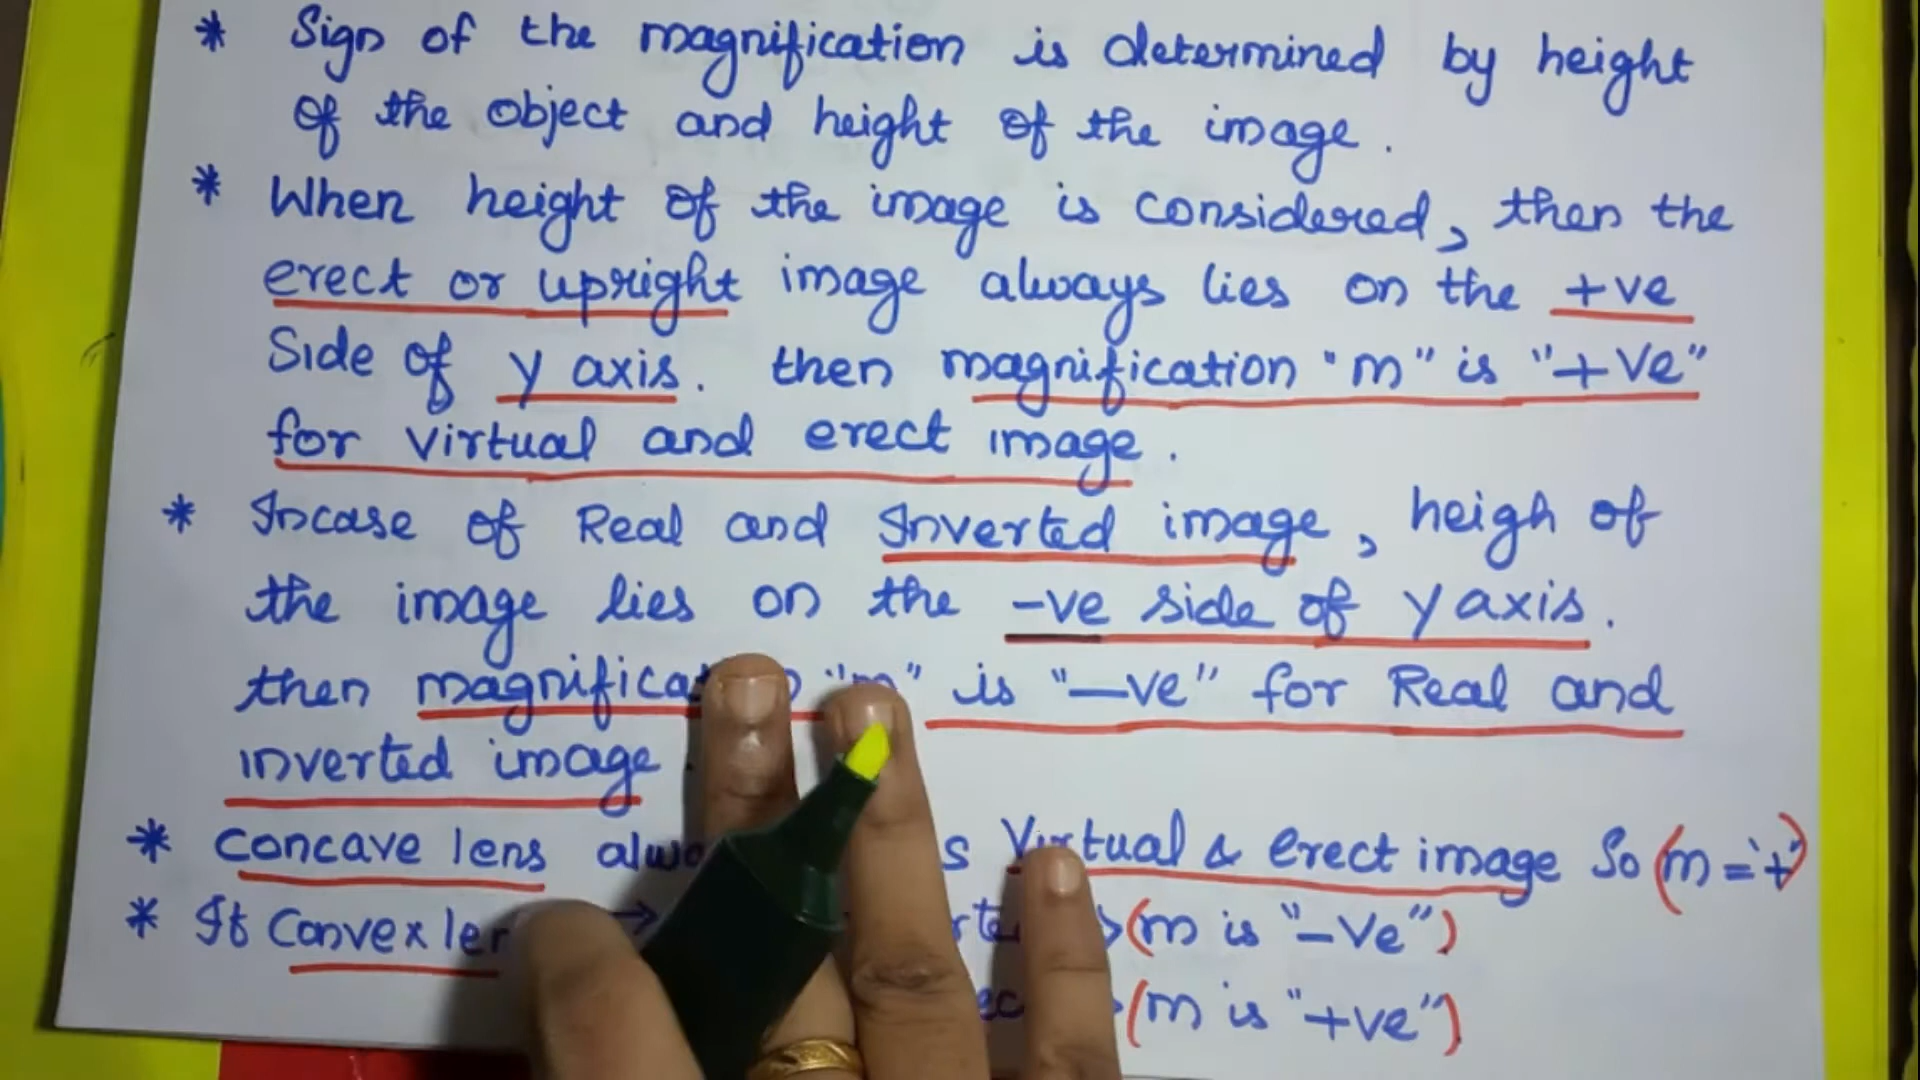 * Sign of the magnification is determined by height
of the object and height of the image.
* When height of the image is considered, then the
erect or upright image always lies on the +ve
Side of y axis. then magnification "m" is "+ve"
for virtual and erect image.
* Incase of Real and Inverted image, heigh of
the image lies on the -ve side of y axis.
then "m" is "-ve" for Real and
inverted image.
* Concave lens Virtual & erect image So (m = '+')
* If Convex → (m is "-Ve")
(m is "+ve")